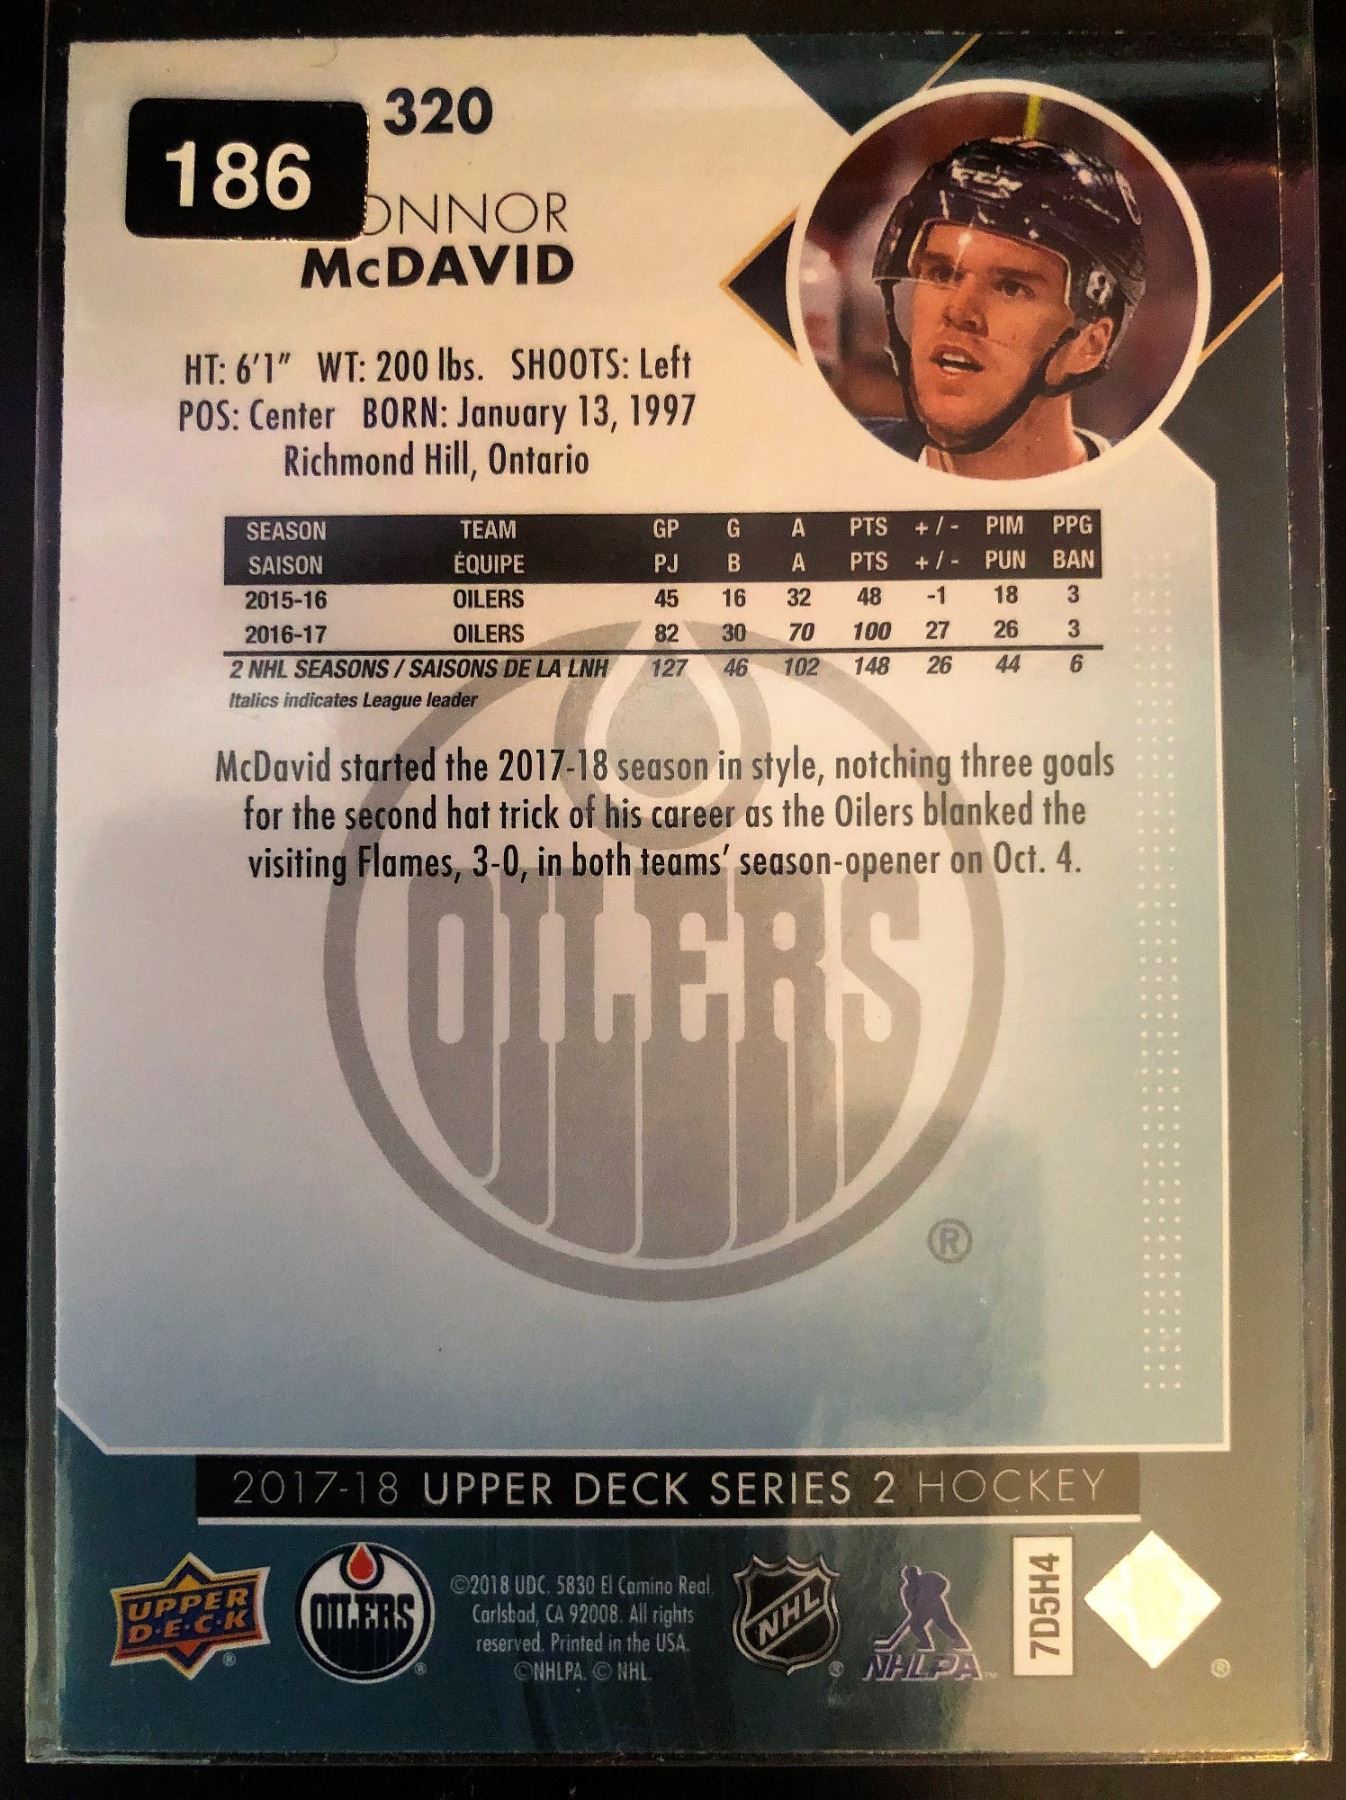 320
186
ONNOR
McDAVID
HT: 6'1" WT: 200 lbs. SHOOTS: Left
POS: Center BORN: January 13, 1997
Richmond Hill, Ontario
SEASON TEAM GP G A PTS +/- PIM PPG
SAISON ÉQUIPE PJ B A PTS +/- PUN BAN
2015-16 OILERS 45 16 32 48 -1 18 3
2016-17 OILERS 82 30 70 100 27 26 3
2 NHL SEASONS / SAISONS DE LA LNH 127 46 102 148 26 44 6
Italics indicates League leader
McDavid started the 2017-18 season in style, notching three goals
for the second hat trick of his career as the Oilers blanked the
visiting Flames, 3-0, in both teams' season-opener on Oct. 4.
OILERS
®
2017-18 UPPER DECK SERIES 2 HOCKEY
UPPER
D·E·C·K
®
OILERS
®
©2018 UDC. 5830 El Camino Real
Carlsbad, CA 92008. All rights
reserved. Printed in the USA.
©NHLPA. © NHL.
NHL
®
NHLPA™
7D5H4
®
CCM